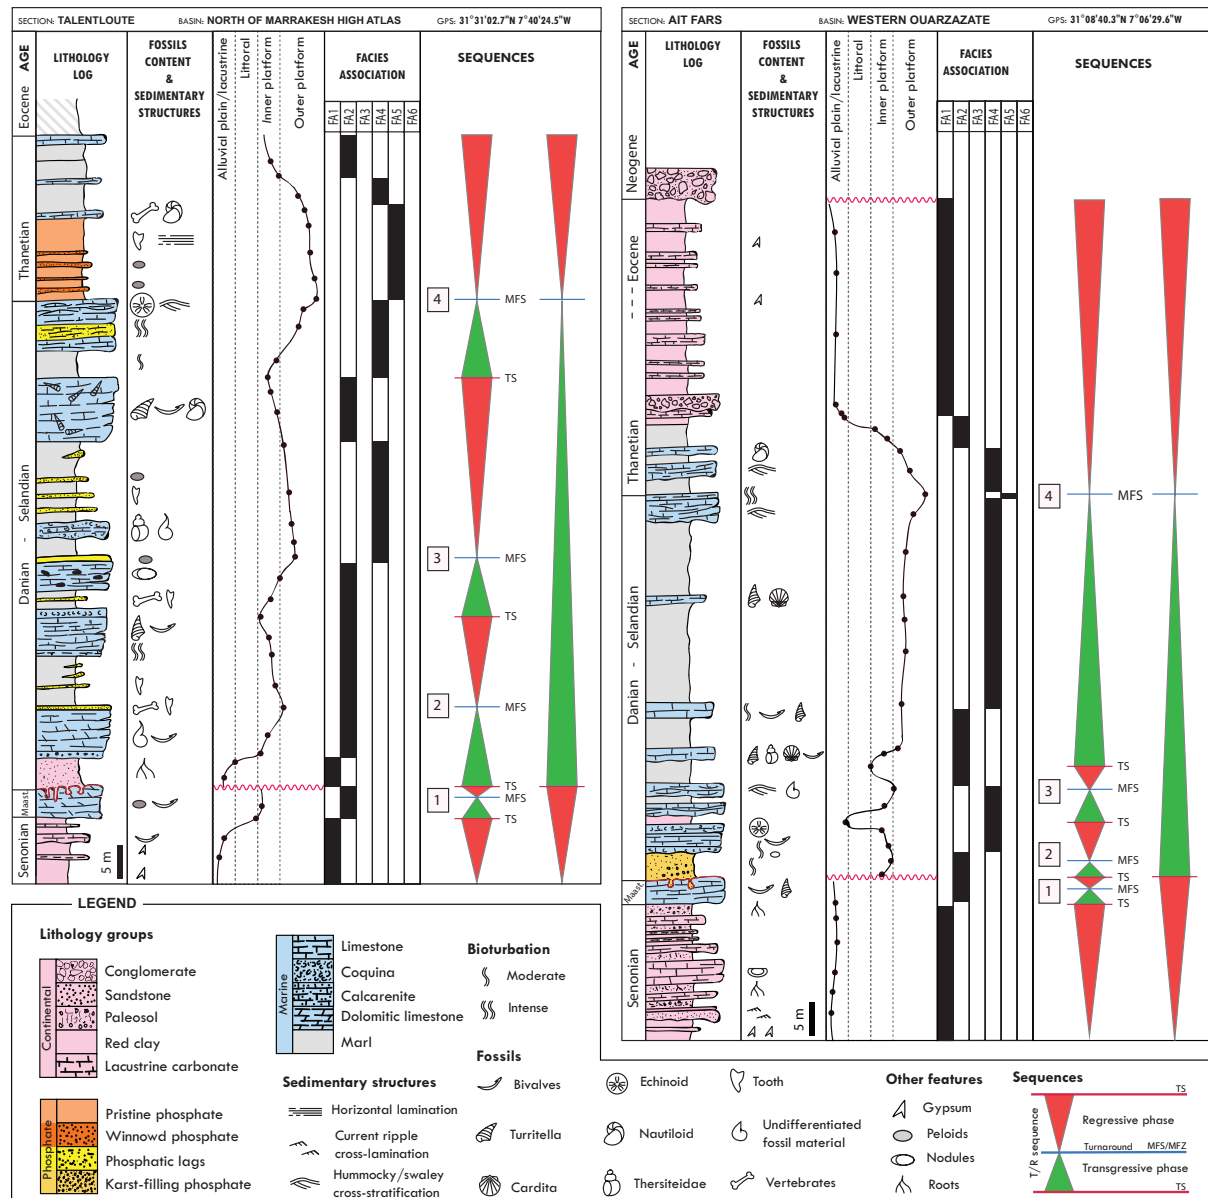 SECTION: TALENTLOUTE BASIN: NORTH OF MARRAKESH HIGH ATLAS GPS: 31°31'02.7"N 7°40'24.5"W
AGE
LITHOLOGY
LOG
FOSSILS
CONTENT
&
SEDIMENTARY
STRUCTURES
Alluvial plain/lacustrine
Littoral
Inner platform
Outer platform
FACIES
ASSOCIATION
FA1 FA2 FA3 FA4 FA5 FA6
SEQUENCES
Eocene
Thanetian
Danian - Selandian
Maast.
Senonian
5 m
4 MFS
TS
3 MFS
TS
2 MFS
TS
1 MFS
TS
SECTION: AIT FARS BASIN: WESTERN OUARZAZATE GPS: 31°08'40.3"N 7°06'29.6"W
AGE
LITHOLOGY
LOG
FOSSILS
CONTENT
&
SEDIMENTARY
STRUCTURES
Alluvial plain/lacustrine
Littoral
Inner platform
Outer platform
FACIES
ASSOCIATION
FA1 FA2 FA3 FA4 FA5 FA6
SEQUENCES
Neogene
--- Eocene
Thanetian
Danian - Selandian
Maast.
Senonian
5 m
4 MFS
TS
3 MFS
TS
2 MFS
TS
1 MFS
TS
LEGEND
Lithology groups
Continental
Conglomerate
Sandstone
Paleosol
Red clay
Lacustrine carbonate
Phosphate
Pristine phosphate
Winnowd phosphate
Phosphatic lags
Karst-filling phosphate
Marine
Limestone
Coquina
Calcarenite
Dolomitic limestone
Marl
Sedimentary structures
Horizontal lamination
Current ripple
cross-lamination
Hummocky/swaley
cross-stratification
Bioturbation
Moderate
Intense
Fossils
Bivalves
Turritella
Cardita
Echinoid
Nautiloid
Thersiteidae
Tooth
Undifferentiated
fossil material
Vertebrates
Other features
Gypsum
Peloids
Nodules
Roots
Sequences
T/R sequence
TS
Regressive phase
Turnaround MFS/MFZ
Transgressive phase
TS